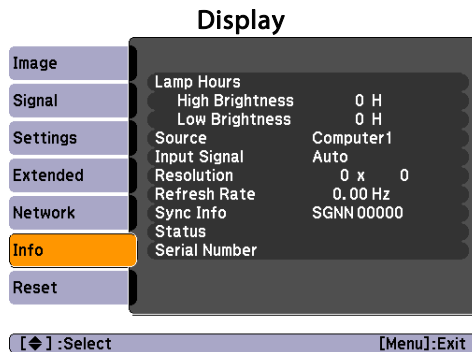 Display
Image
Signal
Settings
Extended
Network
Info
Reset
Lamp Hours
High Brightness 0 H
Low Brightness 0 H
Source Computer1
Input Signal Auto
Resolution 0 x 0
Refresh Rate 0.00 Hz
Sync Info SGNN 00000
Status
Serial Number
[◆] :Select [Menu]:Exit